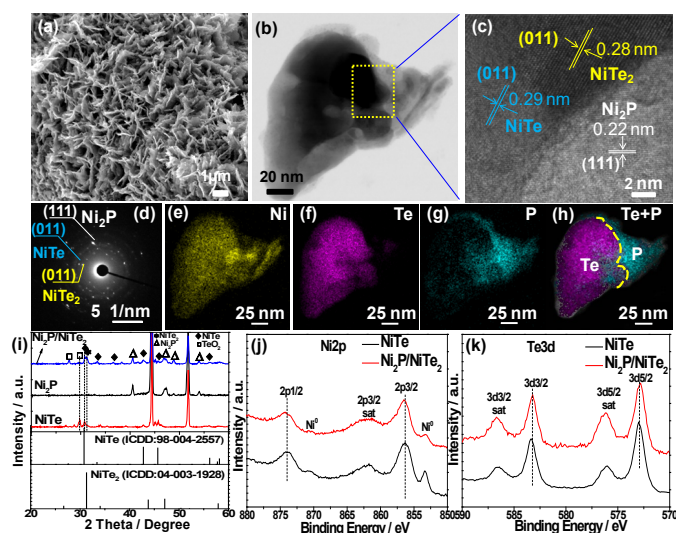 (a)
1μm
(b)
20 nm
(c)
(011)
0.28 nm
NiTe₂
(011)
0.29 nm
NiTe
Ni₂P
0.22 nm
(111)
2 nm
(111)
Ni₂P
(d)
(011)
NiTe
(011)
NiTe₂
5 1/nm
(e)
Ni
25 nm
(f)
Te
25 nm
(g)
P
25 nm
(h)
Te+P
Te
P
25 nm
(i)
Ni₂P/NiTe₂
NiTe₂
NiTe
Ni₂P
TeO₂
Ni₂P
NiTe
NiTe (ICDD:98-004-2557)
NiTe₂ (ICDD:04-003-1928)
Intensity / a.u.
20 30 40 50 60
2 Theta / Degree
(j)
Ni2p
NiTe
Ni₂P/NiTe₂
2p1/2
Ni⁰
2p3/2
sat
2p3/2
Ni⁰
Intensity / a.u.
880 870 860 850
Binding Energy / eV
(k)
Te3d
NiTe
Ni₂P/NiTe₂
3d3/2
sat
3d3/2
3d5/2
sat
3d5/2
Intensity / a.u.
590 585 580 575 570
Binding Energy / eV